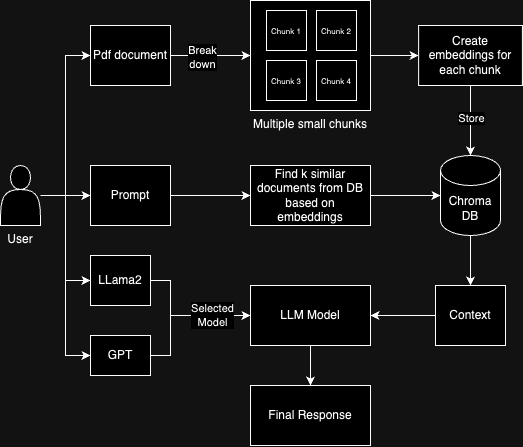 Pdf document
Break
down
Chunk 1
Chunk 2
Chunk 3
Chunk 4
Multiple small chunks
Create
embeddings for
each chunk
Store
User
Prompt
Find k similar
documents from DB
based on
embeddings
Chroma
DB
LLama2
GPT
Selected
Model
LLM Model
Context
Final Response